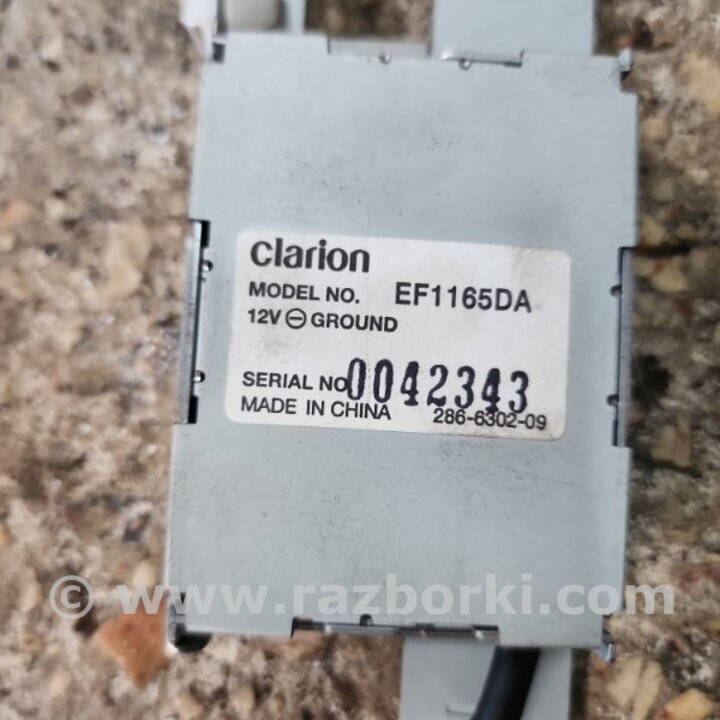 clarion
MODEL NO. EF1165DA
12V ⊖ GROUND
SERIAL NO 0042343
MADE IN CHINA 286-6302-09
© www.razborki.com